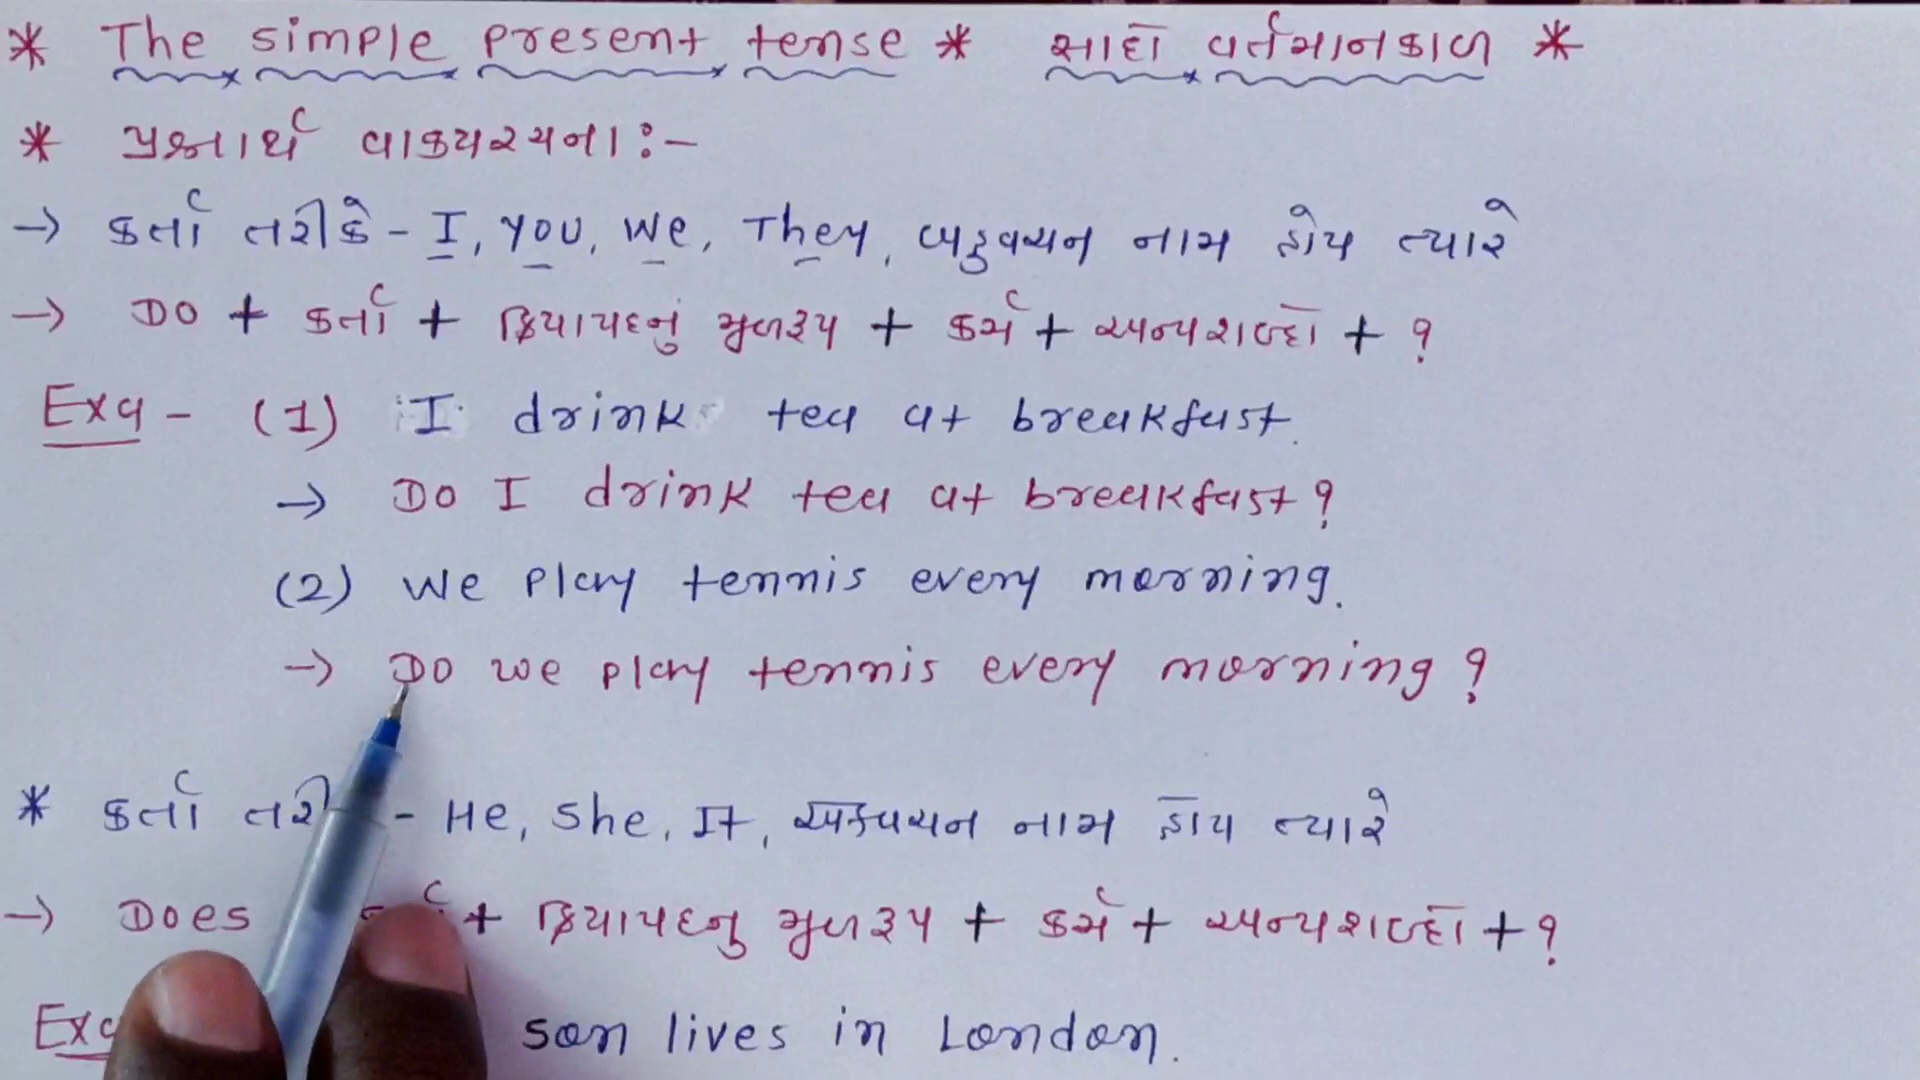 * The simple present tense * સાદો વર્તમાનકાળ *
* પ્રશ્નાર્થ વાક્યરચના :-
→ કર્તા તરીકે - I, you, we, They, બહુવચન નામ હોય ત્યારે
→ Do + કર્તા + ક્રિયાપદનું મુળરૂપ + કર્મ + અન્યશબ્દો + ?
Exa - (1) I drink tea at breakfast.
→ Do I drink tea at breakfast?
(2) we play tennis every morning.
→ Do we play tennis every morning?
* કર્તા તરી - He, she, It, એકવચન નામ હોય ત્યારે
→ Does + ક્રિયાપદનુ મુળરૂપ + કર્મ + અન્યશબ્દો + ?
Exa son lives in London.